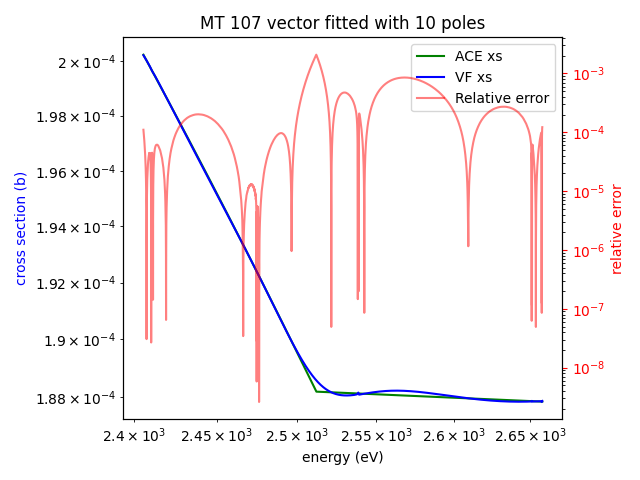 MT 107 vector fitted with 10 poles
ACE xs
VF xs
Relative error
cross section (b)
2 × 10⁻⁴
1.98 × 10⁻⁴
1.96 × 10⁻⁴
1.94 × 10⁻⁴
1.92 × 10⁻⁴
1.9 × 10⁻⁴
1.88 × 10⁻⁴
10⁻³
10⁻⁴
10⁻⁵
10⁻⁶
10⁻⁷
10⁻⁸
relative error
2.4 × 10³ 2.45 × 10³ 2.5 × 10³ 2.55 × 10³ 2.6 × 10³ 2.65 × 10³
energy (eV)